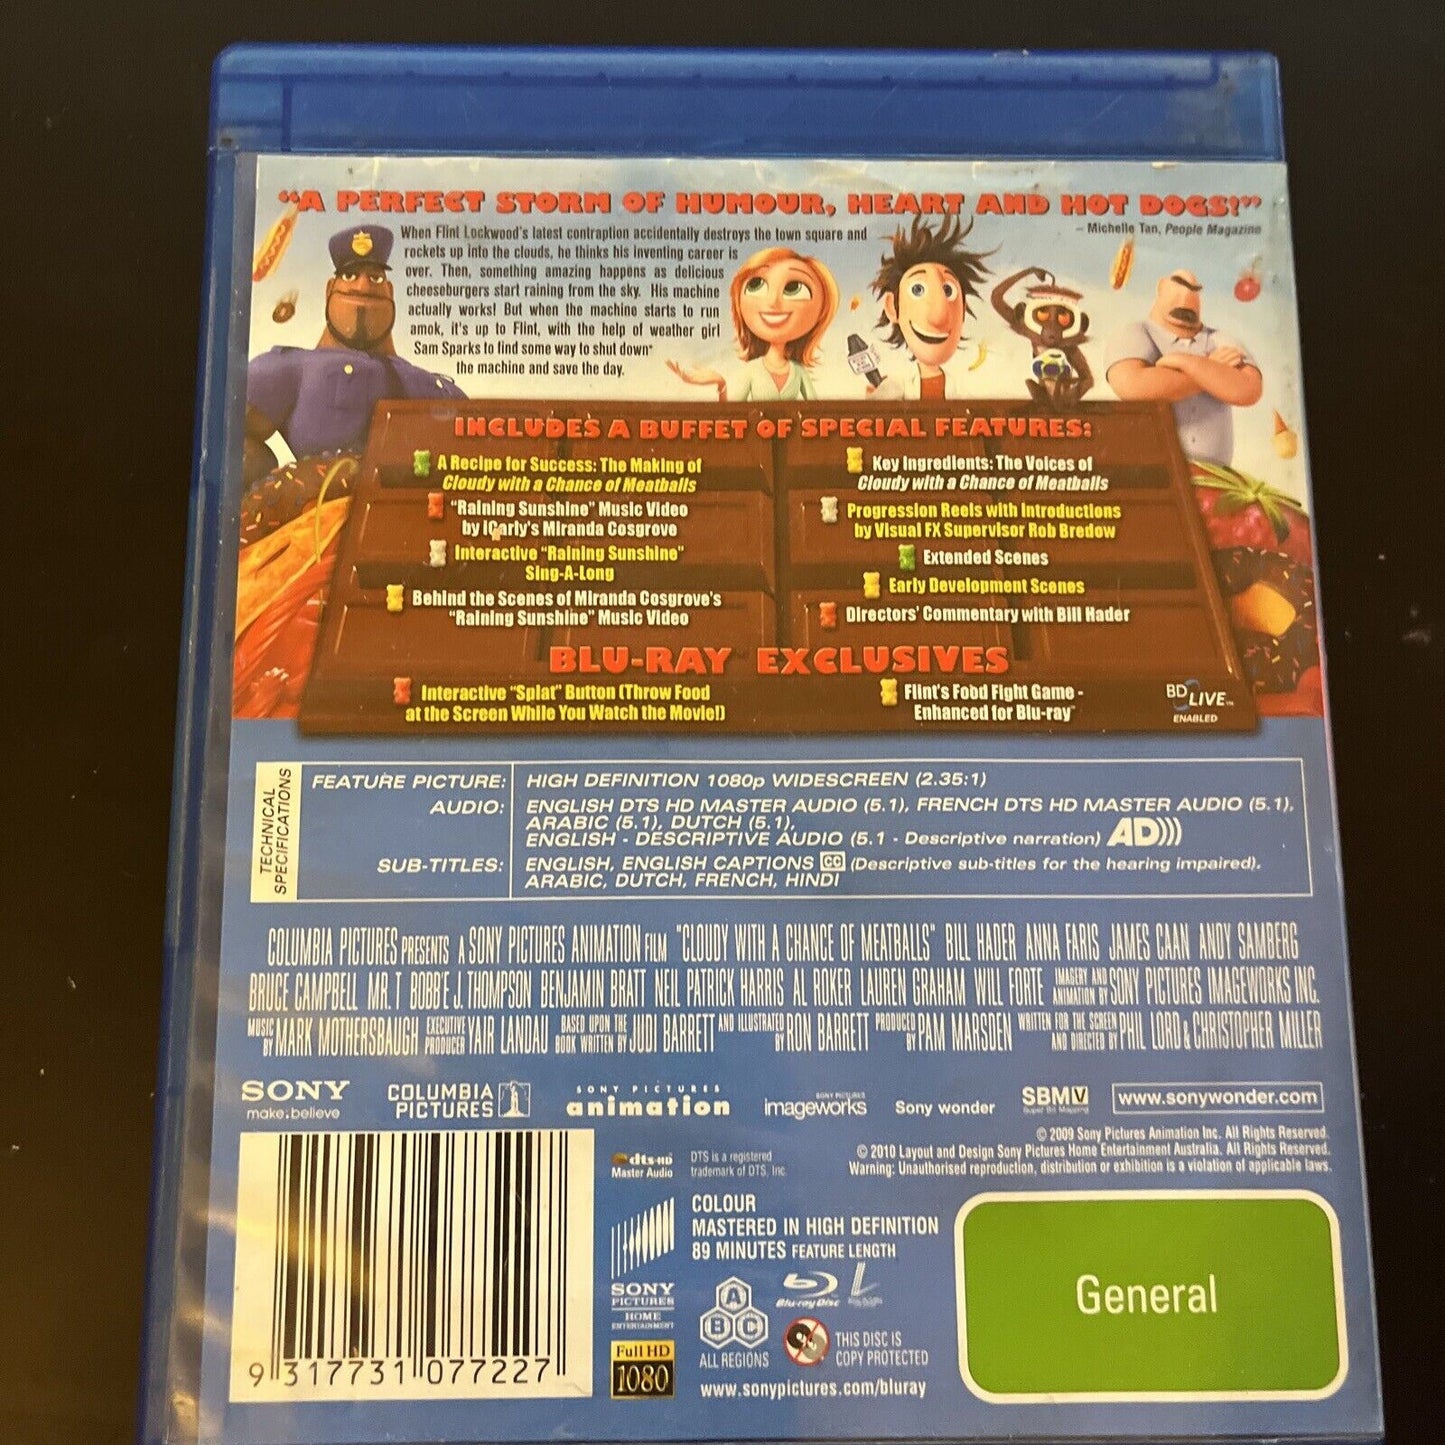 “A PERFECT STORM OF HUMOUR, HEART AND HOT DOGS!”
– Michelle Tan, People Magazine
When Flint Lockwood's latest contraption accidentally destroys the town square and
rockets up into the clouds, he thinks his inventing career is
over. Then, something amazing happens as delicious
cheeseburgers start raining from the sky. His machine
actually works! But when the machine starts to run
amok, it's up to Flint, with the help of weather girl
Sam Sparks to find some way to shut down
the machine and save the day.
INCLUDES A BUFFET OF SPECIAL FEATURES:
A Recipe for Success: The Making of
Cloudy with a Chance of Meatballs
“Raining Sunshine” Music Video
by iCarly's Miranda Cosgrove
Interactive “Raining Sunshine”
Sing-A-Long
Behind the Scenes of Miranda Cosgrove's
“Raining Sunshine” Music Video
Key Ingredients: The Voices of
Cloudy with a Chance of Meatballs
Progression Reels with Introductions
by Visual FX Supervisor Rob Bredow
Extended Scenes
Early Development Scenes
Directors' Commentary with Bill Hader
BLU-RAY EXCLUSIVES
Interactive “Splat” Button (Throw Food
at the Screen While You Watch the Movie!)
Flint's Food Fight Game -
Enhanced for Blu-ray™
BD LIVE™
ENABLED
TECHNICAL
SPECIFICATIONS
FEATURE PICTURE: HIGH DEFINITION 1080p WIDESCREEN (2.35:1)
AUDIO: ENGLISH DTS HD MASTER AUDIO (5.1), FRENCH DTS HD MASTER AUDIO (5.1),
ARABIC (5.1), DUTCH (5.1),
ENGLISH - DESCRIPTIVE AUDIO (5.1 - Descriptive narration) AD)))
SUB-TITLES: ENGLISH, ENGLISH CAPTIONS CC (Descriptive sub-titles for the hearing impaired),
ARABIC, DUTCH, FRENCH, HINDI
COLUMBIA PICTURES PRESENTS A SONY PICTURES ANIMATION FILM "CLOUDY WITH A CHANCE OF MEATBALLS" BILL HADER ANNA FARIS JAMES CAAN ANDY SAMBERG
BRUCE CAMPBELL MR. T BOBB'E J. THOMPSON BENJAMIN BRATT NEIL PATRICK HARRIS AL ROKER LAUREN GRAHAM WILL FORTE IMAGERY AND ANIMATION BY SONY PICTURES IMAGEWORKS INC.
MUSIC BY MARK MOTHERSBAUGH EXECUTIVE PRODUCER YAIR LANDAU BASED UPON THE BOOK WRITTEN BY JUDI BARRETT AND ILLUSTRATED BY RON BARRETT PRODUCED BY PAM MARSDEN WRITTEN FOR THE SCREEN AND DIRECTED BY PHIL LORD & CHRISTOPHER MILLER
SONY
make.believe
COLUMBIA
PICTURES
SONY PICTURES
animation
SONY PICTURES
imageworks
Sony wonder
SBMV
Super Bit Mapping
www.sonywonder.com
© 2009 Sony Pictures Animation Inc. All Rights Reserved.
© 2010 Layout and Design Sony Pictures Home Entertainment Australia. All Rights Reserved.
Warning: Unauthorised reproduction, distribution or exhibition is a violation of applicable laws.
dts-HD
Master Audio
DTS is a registered
trademark of DTS, Inc.
COLOUR
MASTERED IN HIGH DEFINITION
89 MINUTES FEATURE LENGTH
SONY
PICTURES
HOME
ENTERTAINMENT
Full HD
1080
A
B C
ALL REGIONS
Blu-ray Disc
THIS DISC IS
COPY PROTECTED
www.sonypictures.com/bluray
General
9 317731 077227